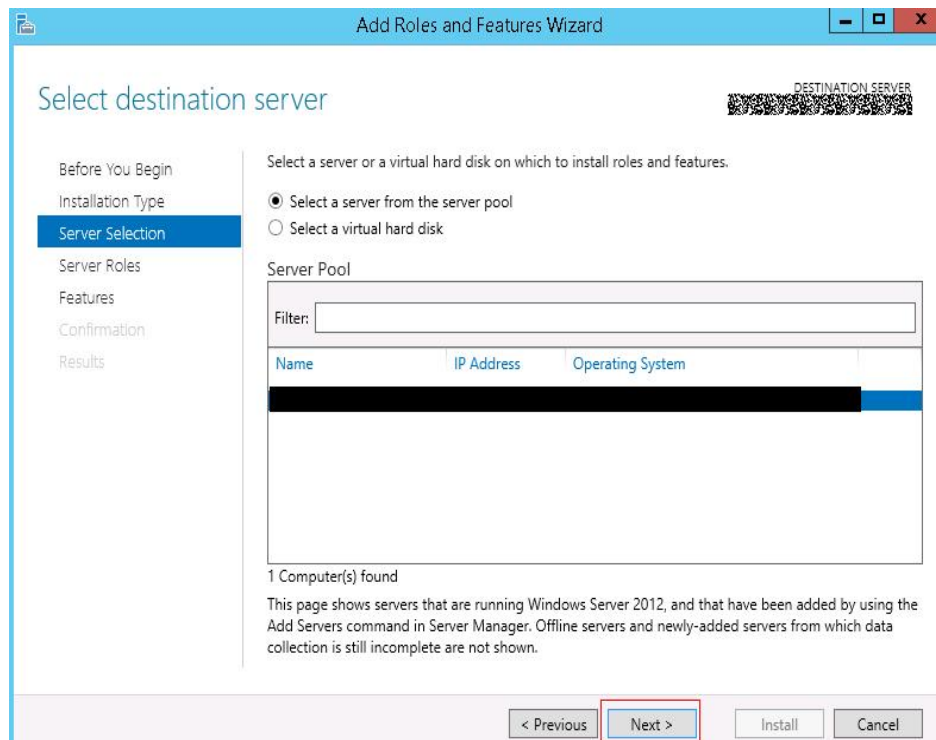 Add Roles and Features Wizard
Select destination server
DESTINATION SERVER
Before You Begin
Installation Type
Server Selection
Server Roles
Features
Confirmation
Results
Select a server or a virtual hard disk on which to install roles and features.
Select a server from the server pool
Select a virtual hard disk
Server Pool
Filter:
Name IP Address Operating System
1 Computer(s) found
This page shows servers that are running Windows Server 2012, and that have been added by using the
Add Servers command in Server Manager. Offline servers and newly-added servers from which data
collection is still incomplete are not shown.
< Previous Next > Install Cancel